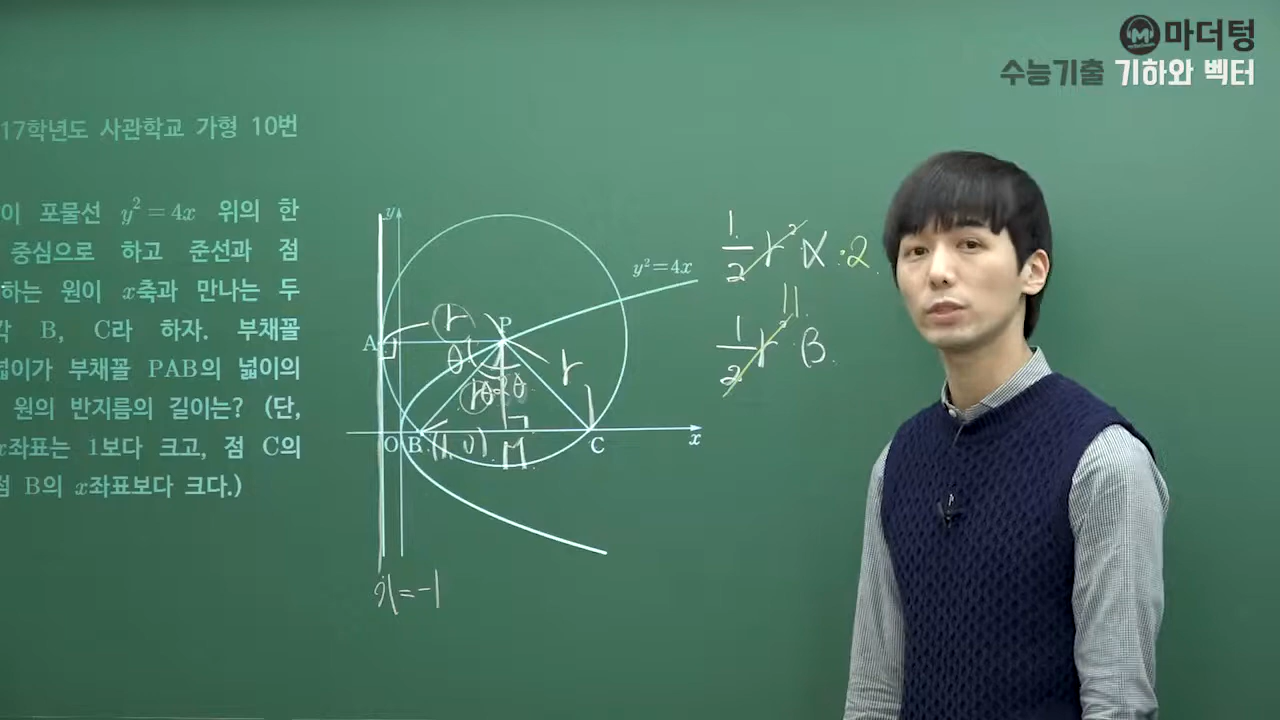 마더텅
수능기출 기하와 벡터
17학년도 사관학교 가형 10번
이 포물선 y²=4x 위의 한
중심으로 하고 준선과 점
하는 원이 x축과 만나는 두
각 B, C라 하자. 부채꼴
넓이가 부채꼴 PAB의 넓이의
원의 반지름의 길이는? (단,
x좌표는 1보다 크고, 점 C의
점 B의 x좌표보다 크다.)
y
y²=4x
r P
A
θ r
r θ 2θ
O B (1, 0) M C x
x=-1
1/2 r² α : 2
11
1/2 r² β